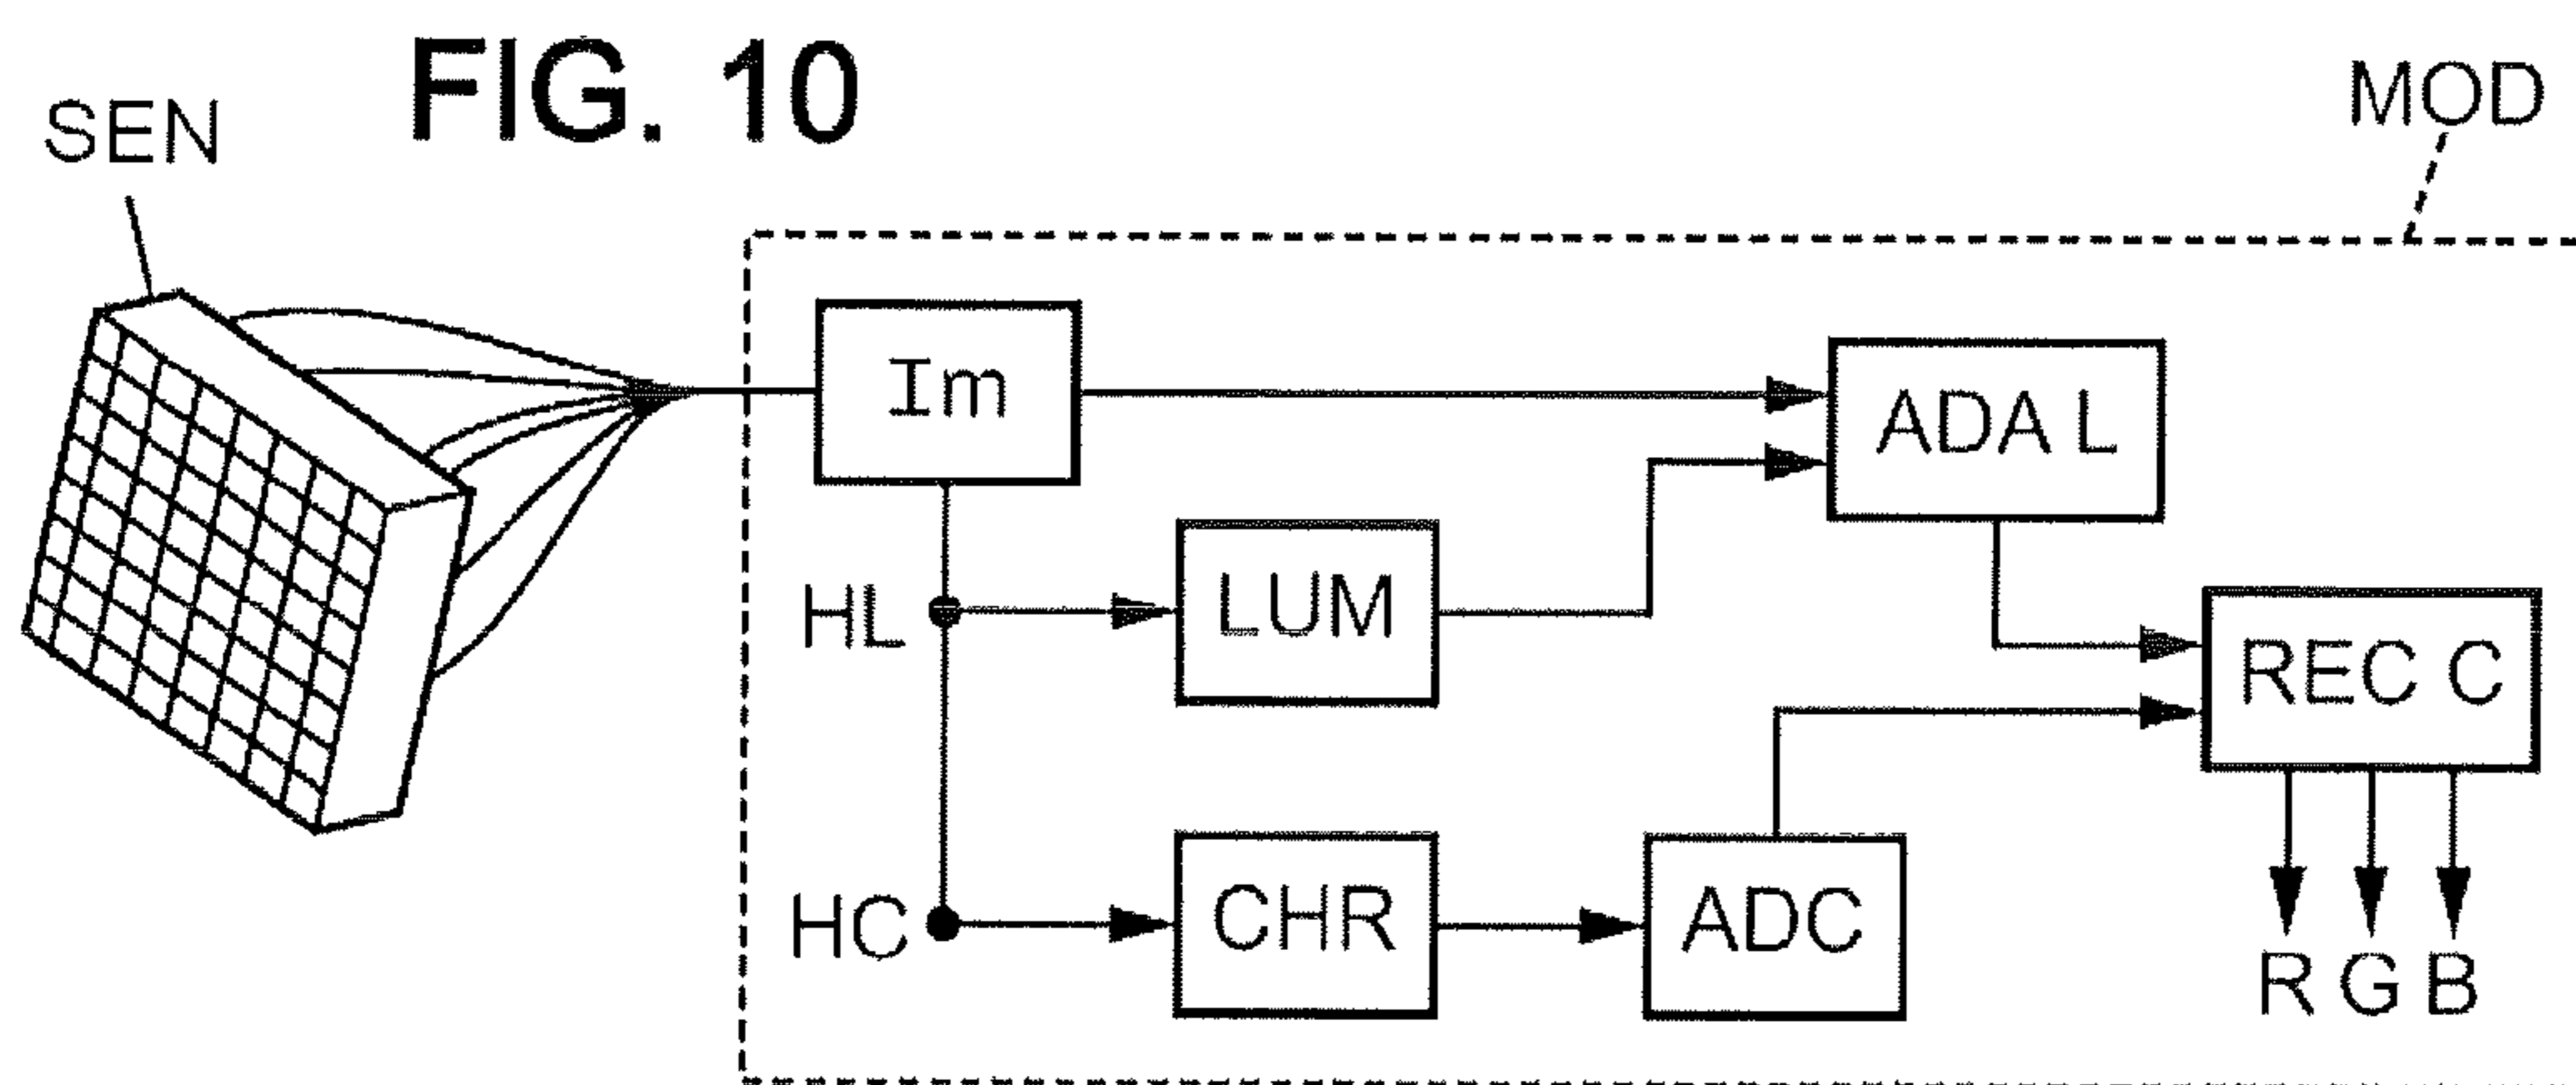 FIG. 10
SEN
MOD
Im
ADA L
HL
LUM
REC C
HC
CHR
ADC
R G B